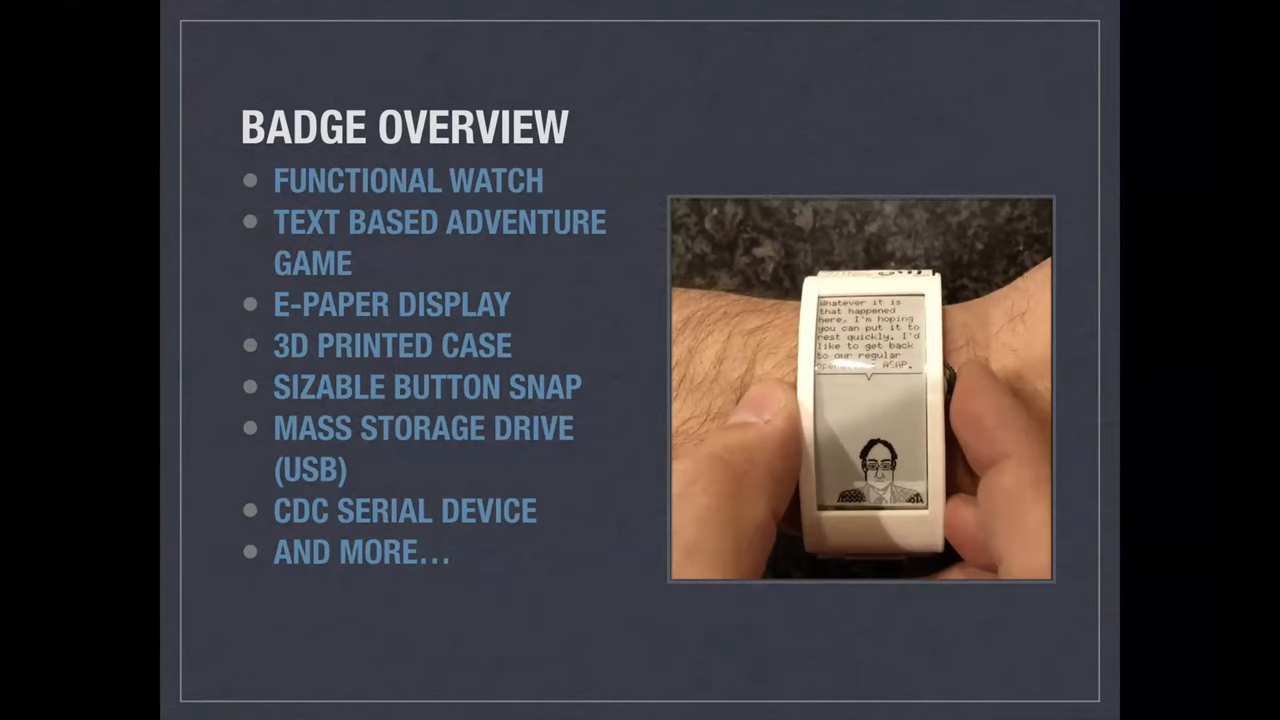 BADGE OVERVIEW
FUNCTIONAL WATCH
TEXT BASED ADVENTURE
GAME
E-PAPER DISPLAY
3D PRINTED CASE
SIZABLE BUTTON SNAP
MASS STORAGE DRIVE
(USB)
CDC SERIAL DEVICE
AND MORE...
Whatever it is
that happened
here, I'm hoping
you can put it to
rest quickly. I'd
like to get back
to our regular
ASAP.